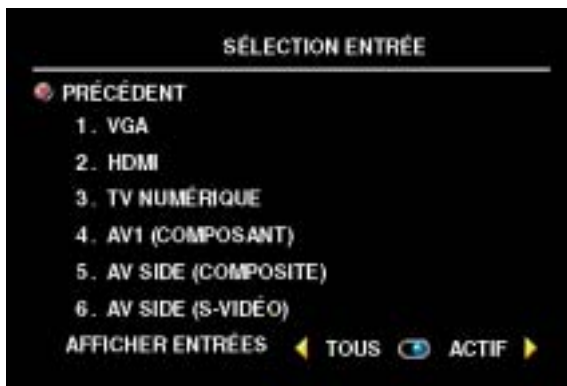 SÉLECTION ENTRÉE
PRÉCÉDENT
1. VGA
2. HDMI
3. TV NUMÉRIQUE
4. AV1 (COMPOSANT)
5. AV SIDE (COMPOSITE)
6. AV SIDE (S-VIDÉO)
AFFICHER ENTRÉES TOUS ACTIF